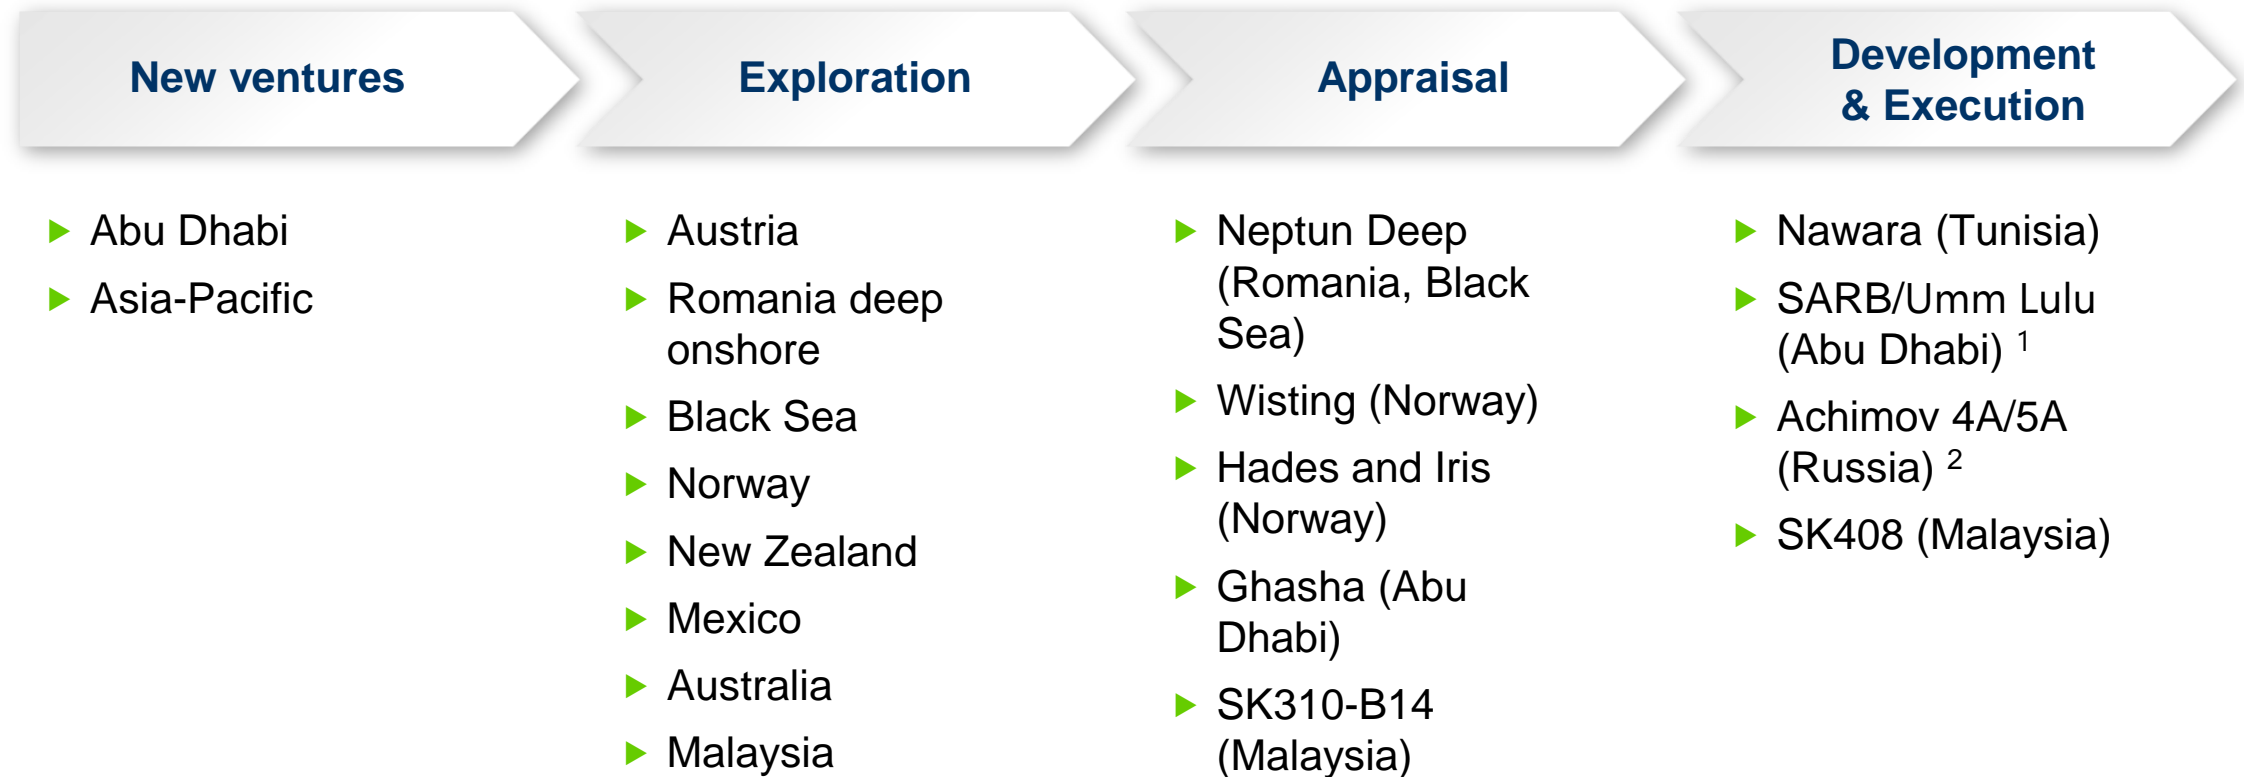 New ventures
Exploration
Appraisal
Development
& Execution
Abu Dhabi
Asia-Pacific
Austria
Romania deep
onshore
Black Sea
Norway
New Zealand
Mexico
Australia
Malaysia
Neptun Deep
(Romania, Black
Sea)
Wisting (Norway)
Hades and Iris
(Norway)
Ghasha (Abu
Dhabi)
SK310-B14
(Malaysia)
Nawara (Tunisia)
SARB/Umm Lulu
(Abu Dhabi) 1
Achimov 4A/5A
(Russia) 2
SK408 (Malaysia)